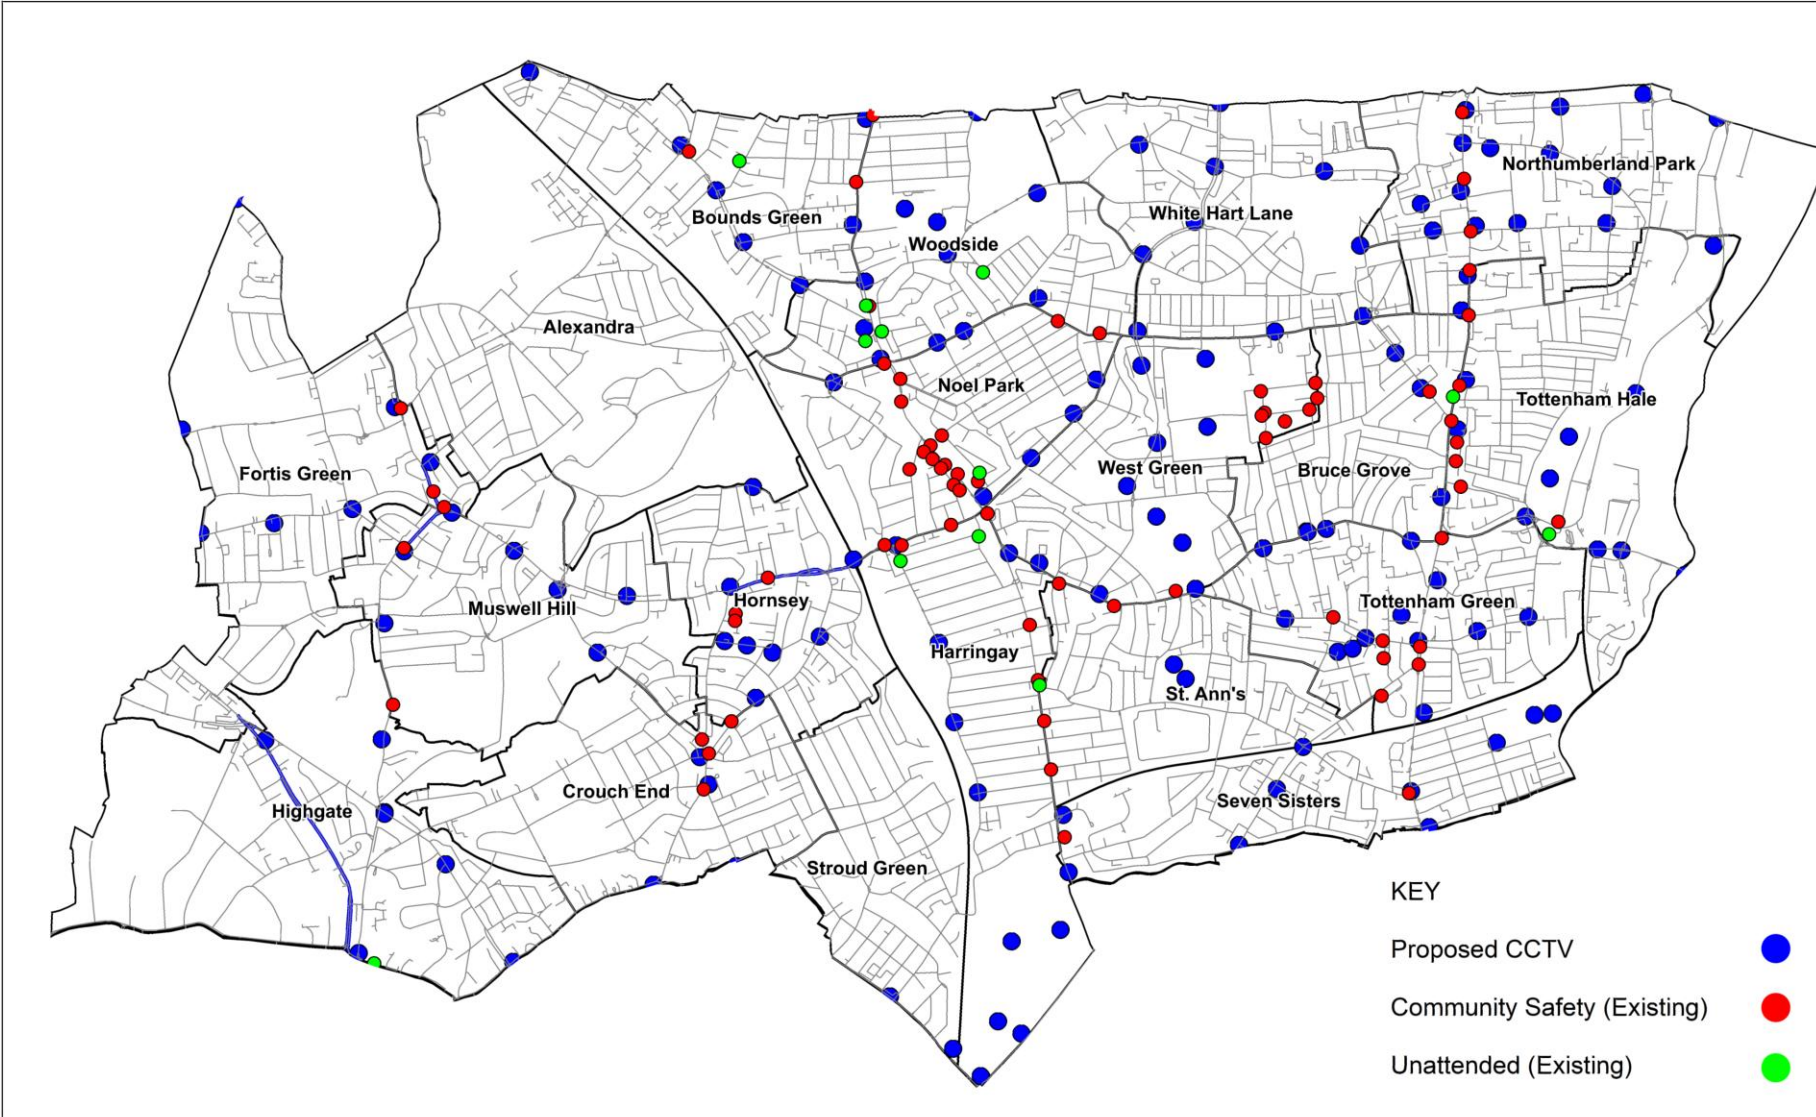 Northumberland Park
Bounds Green
White Hart Lane
Woodside
Alexandra
Noel Park
Tottenham Hale
Fortis Green
West Green
Bruce Grove
Hornsey
Tottenham Green
Muswell Hill
Harringay
St. Ann's
Crouch End
Seven Sisters
Highgate
Stroud Green
KEY
Proposed CCTV
Community Safety (Existing)
Unattended (Existing)